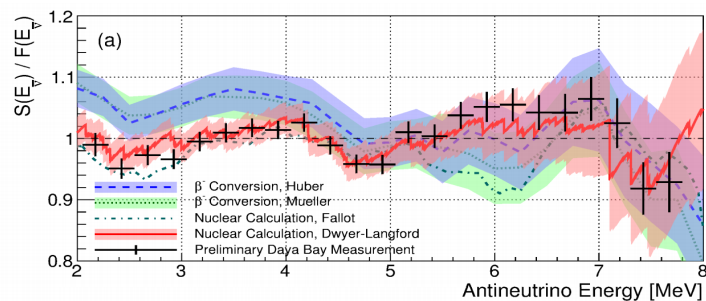 S(E_ν̄) / F(E_ν̄)
(a)
1.2
1.1
1
0.9
0.8
β⁻ Conversion, Huber
β⁻ Conversion, Mueller
Nuclear Calculation, Fallot
Nuclear Calculation, Dwyer-Langford
Preliminary Daya Bay Measurement
2 3 4 5 6 7 8
Antineutrino Energy [MeV]